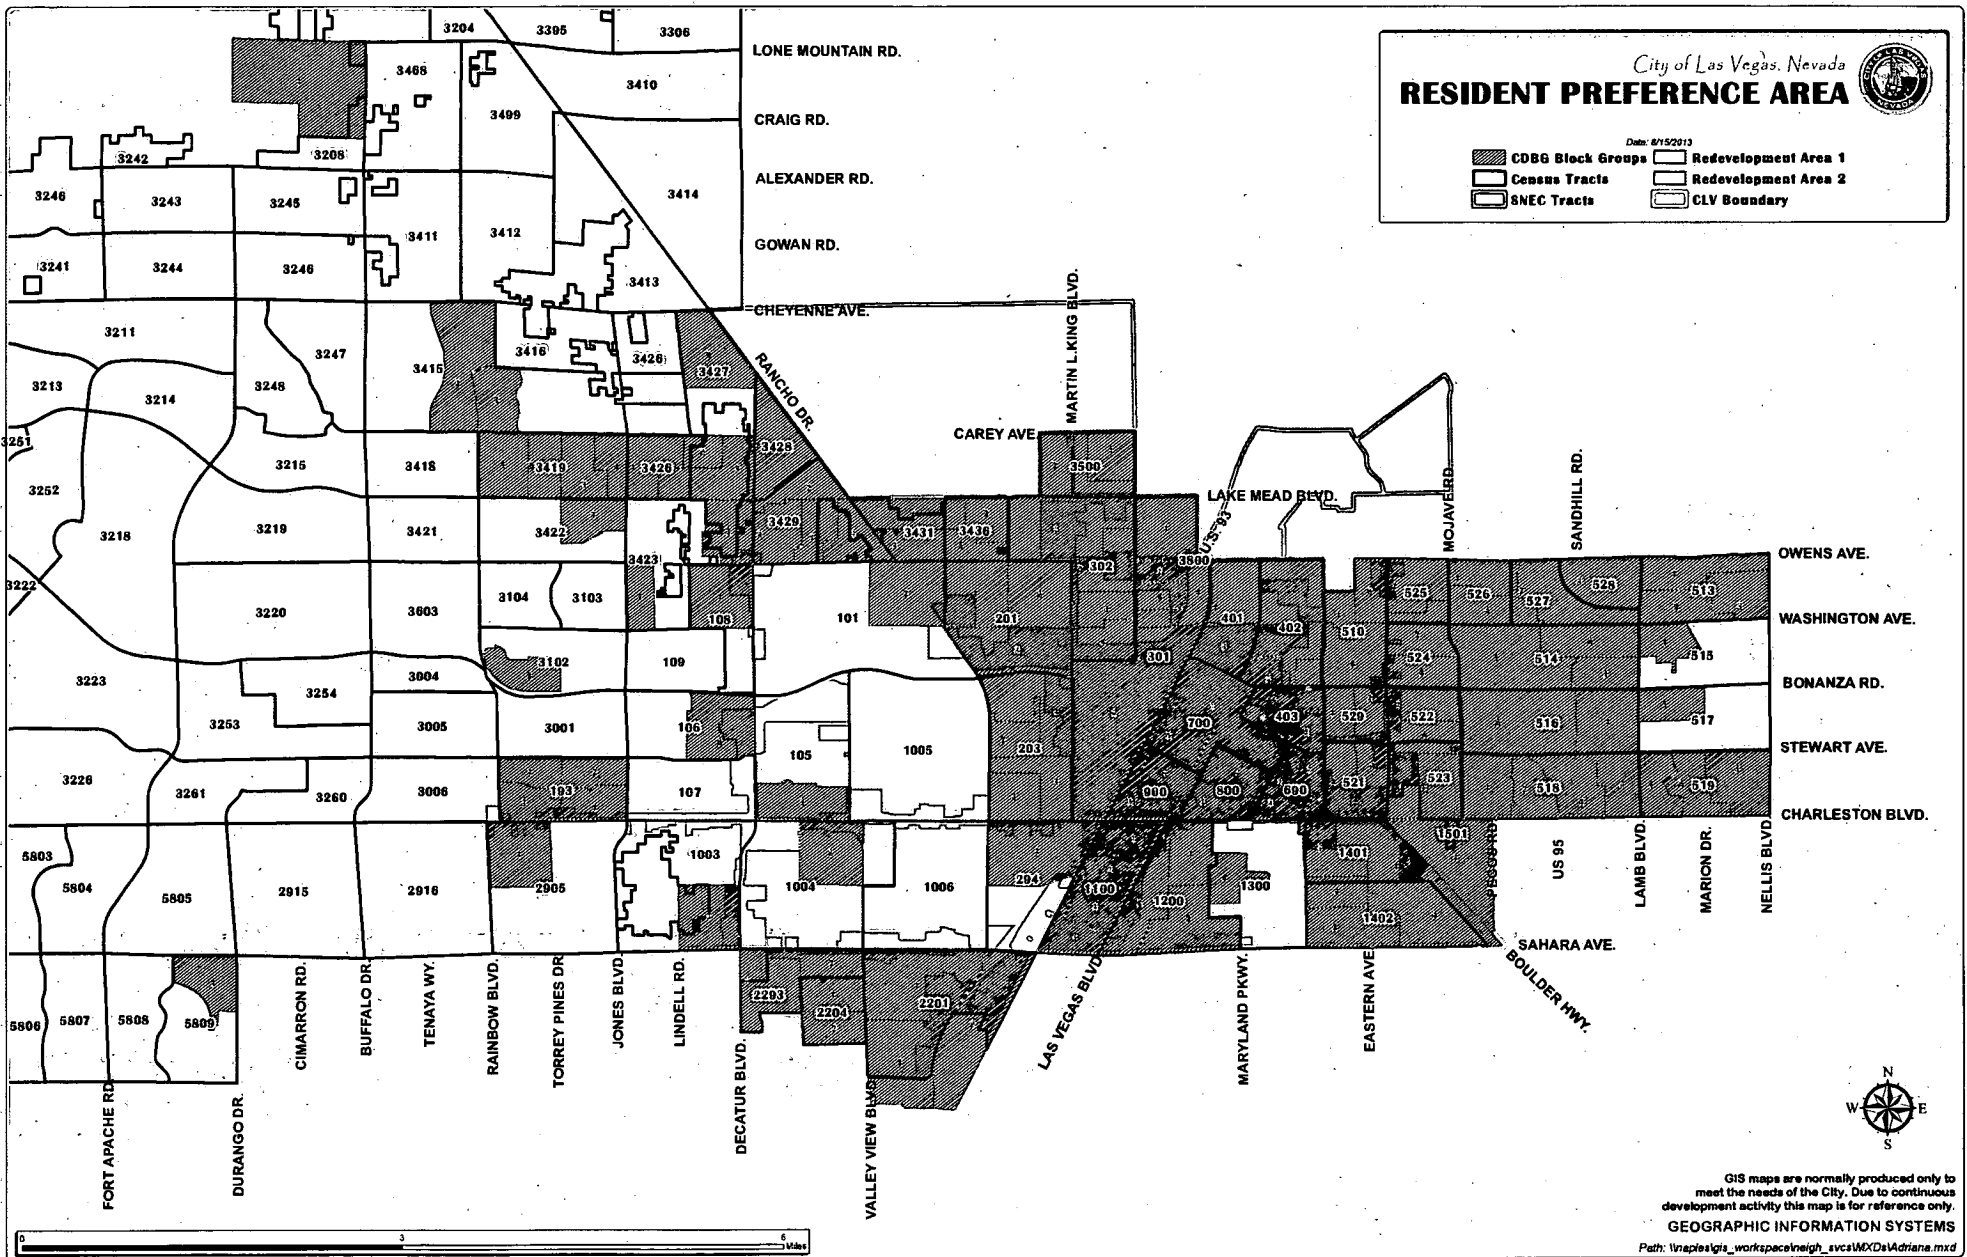 City of Las Vegas, Nevada
RESIDENT PREFERENCE AREA
Date: 8/15/2013
CDBG Block Groups
Redevelopment Area 1
Census Tracts
Redevelopment Area 2
SNEC Tracts
CLV Boundary
3204
3395
3306
LONE MOUNTAIN RD.
3468
3410
3499
CRAIG RD.
3242
3208
ALEXANDER RD.
3246
3243
3245
3414
3411
3412
GOWAN RD.
3241
3244
3246
3413
CHEYENNE AVE.
MARTIN L.KING BLVD.
3211
3247
3416
3426
3415
3427
RANCHO DR.
3213
3214
3248
3251
CAREY AVE.
3428
3215
3418
3419
3426
3500
3252
LAKE MEAD BLVD.
U.S. 93
MOJAVE RD.
SANDHILL RD.
3218
3219
3421
3422
3429
3431
3436
OWENS AVE.
3423
302
3800
3222
3220
3603
3104
3103
108
101
201
401
402
510
525
526
527
528
513
WASHINGTON AVE.
3102
109
301
524
514
515
3223
3254
3004
BONANZA RD.
3253
3005
3001
106
105
1005
203
700
403
529
522
516
517
STEWART AVE.
3226
3261
3260
3006
193
107
900
800
690
521
523
518
519
CHARLESTON BLVD.
5803
5804
5805
2915
2916
2905
1003
1004
1006
294
1100
1200
1300
1401
1501
1402
PECOS RD.
US 95
LAMB BLVD.
MARION DR.
NELLIS BLVD.
SAHARA AVE.
BOULDER HWY.
5806
5807
5808
5809
2293
2204
2201
CIMARRON RD.
BUFFALO DR.
TENAYA WY.
RAINBOW BLVD.
TORREY PINES DR.
JONES BLVD.
LINDELL RD.
DECATUR BLVD.
VALLEY VIEW BLVD.
LAS VEGAS BLVD.
MARYLAND PKWY.
EASTERN AVE.
FORT APACHE RD.
DURANGO DR.
N
W
E
S
GIS maps are normally produced only to
meet the needs of the City. Due to continuous
development activity this map is for reference only.
GEOGRAPHIC INFORMATION SYSTEMS
Path: \\naples\gis_workspace\neigh_svcs\MXDs\Adriana.mxd
0
3
6
Miles